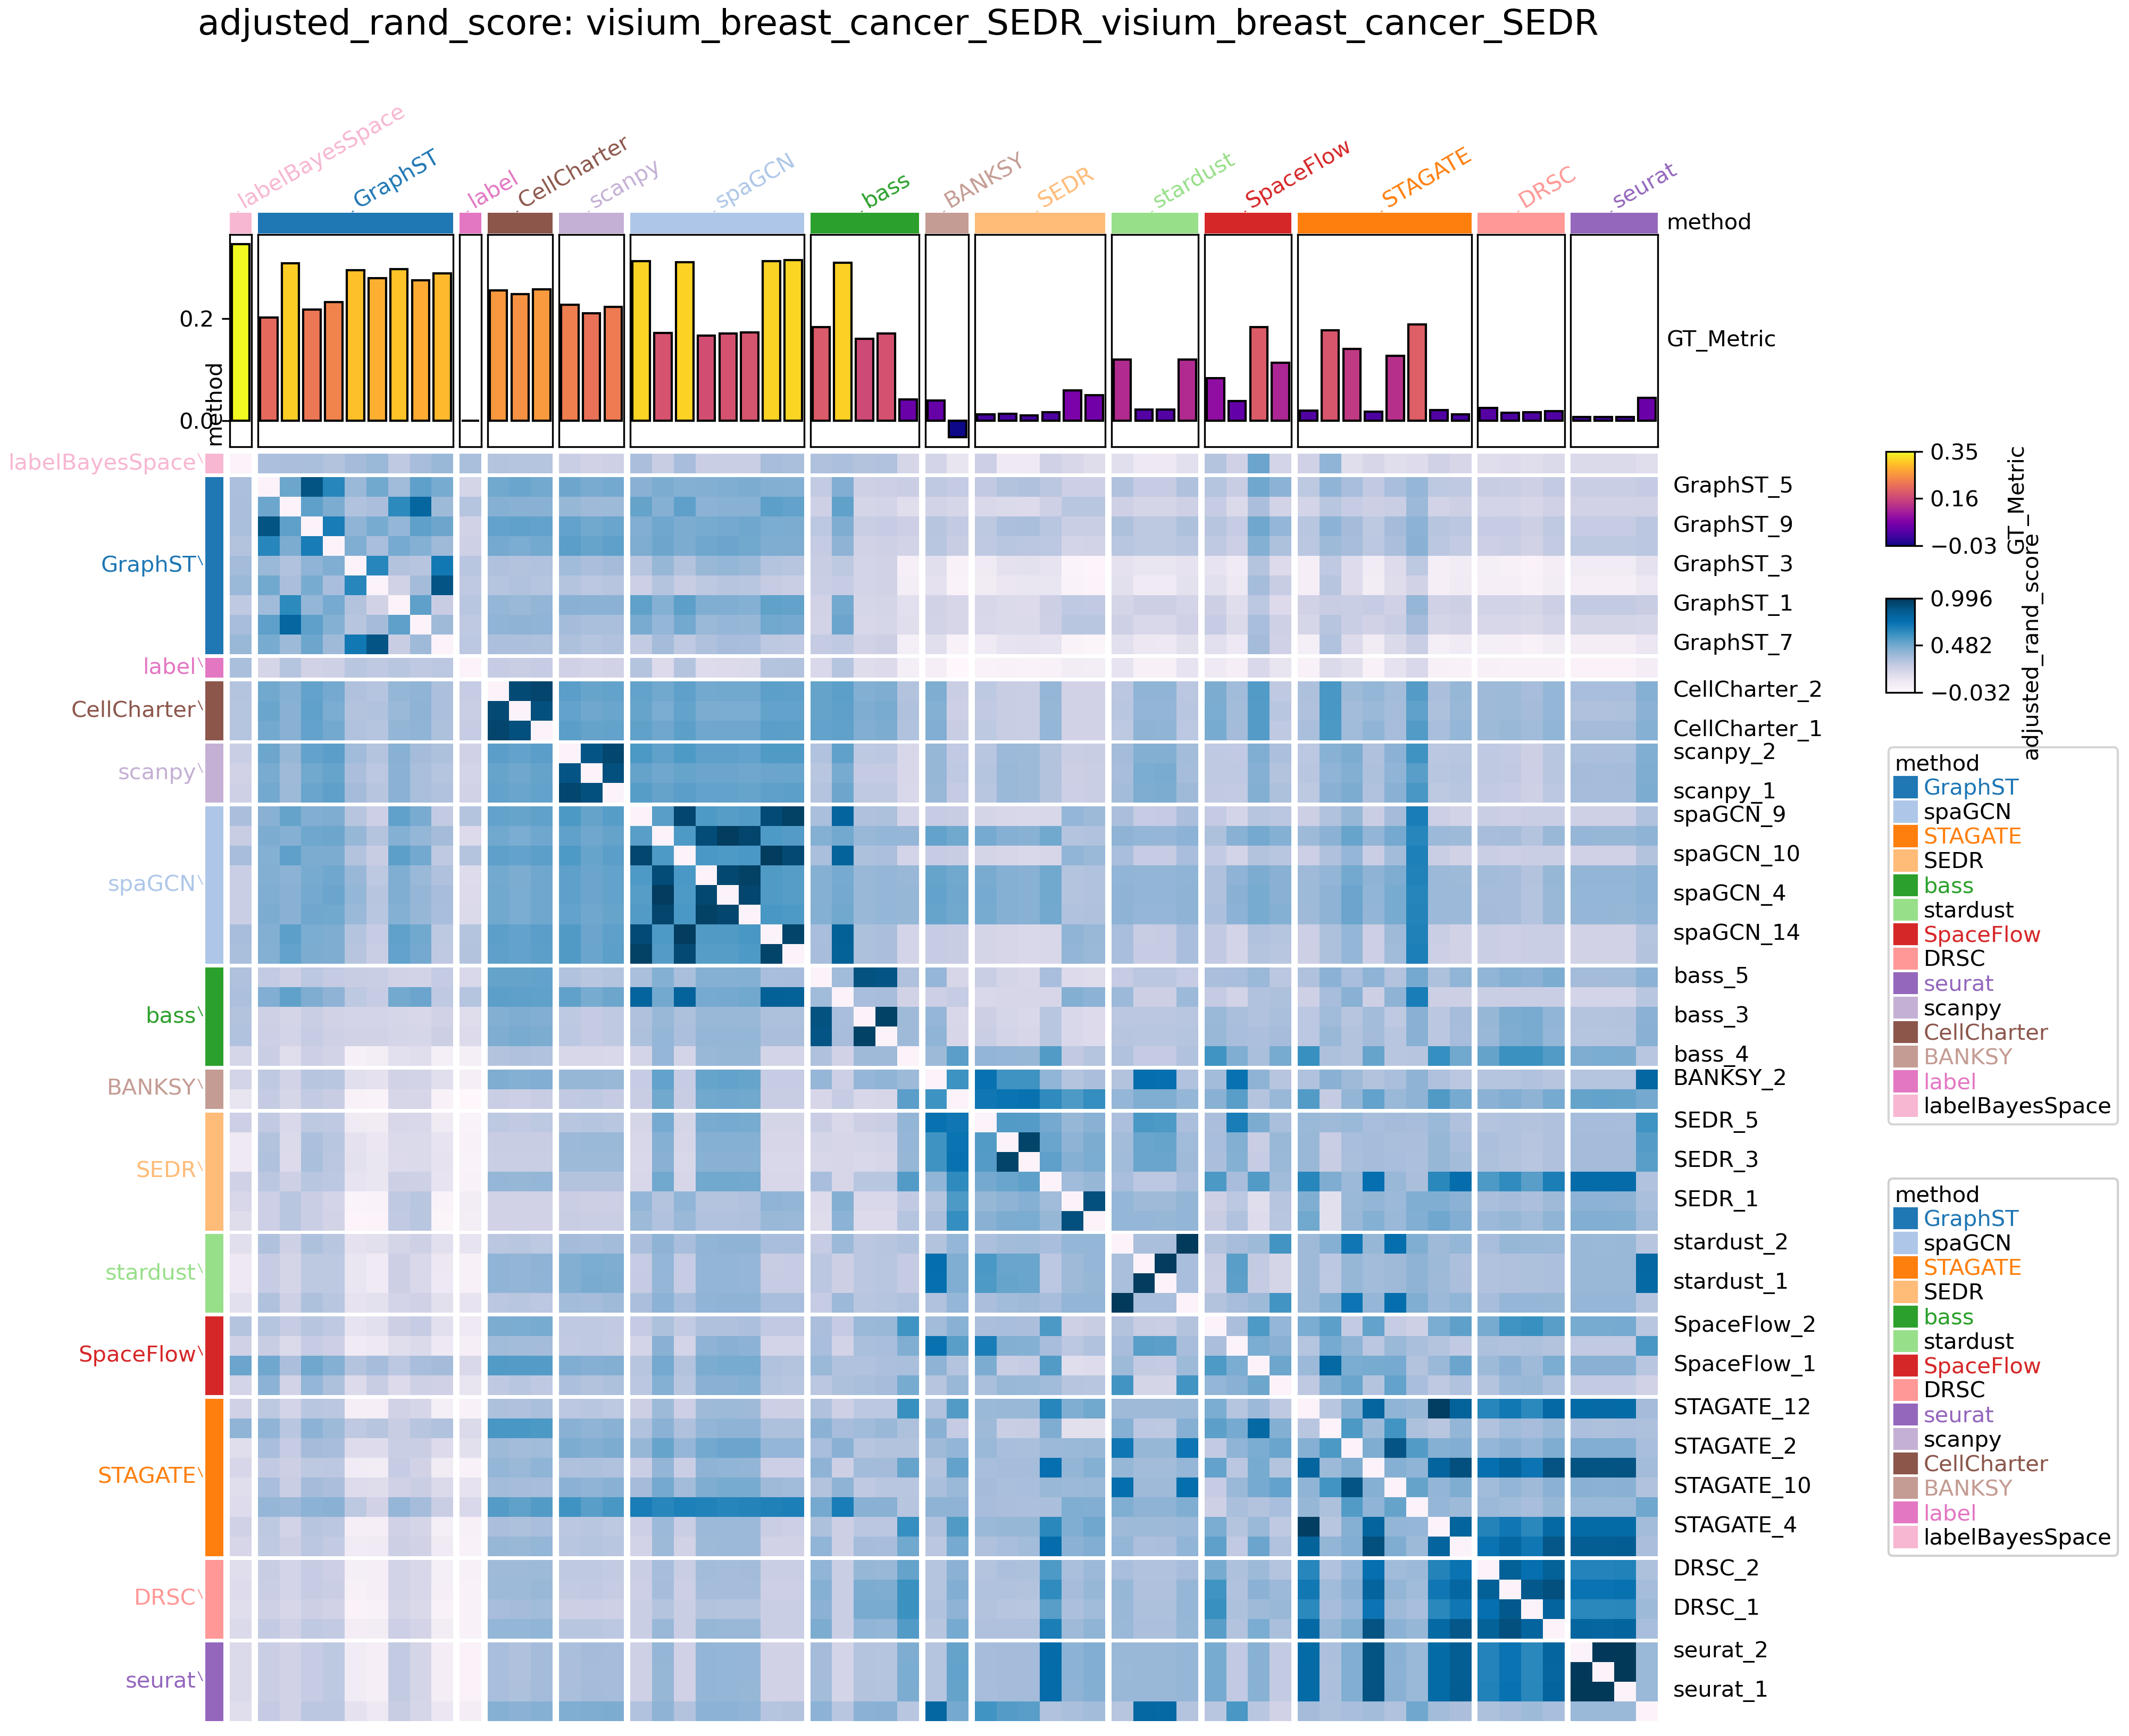 adjusted_rand_score: visium_breast_cancer_SEDR_visium_breast_cancer_SEDR
labelBayesSpace
GraphST
label
CellCharter
scanpy
spaGCN
bass
BANKSY
SEDR
stardust
SpaceFlow
STAGATE
DRSC
seurat
method
0.2
0.0
method
GT_Metric
labelBayesSpace
GraphST
label
CellCharter
scanpy
spaGCN
bass
BANKSY
SEDR
stardust
SpaceFlow
STAGATE
DRSC
seurat
GraphST_5
GraphST_9
GraphST_3
GraphST_1
GraphST_7
CellCharter_2
CellCharter_1
scanpy_2
scanpy_1
spaGCN_9
spaGCN_10
spaGCN_4
spaGCN_14
bass_5
bass_3
bass_4
BANKSY_2
SEDR_5
SEDR_3
SEDR_1
stardust_2
stardust_1
SpaceFlow_2
SpaceFlow_1
STAGATE_12
STAGATE_2
STAGATE_10
STAGATE_4
DRSC_2
DRSC_1
seurat_2
seurat_1
0.35
0.16
−0.03
GT_Metric
0.996
0.482
−0.032
adjusted_rand_score
method
GraphST
spaGCN
STAGATE
SEDR
bass
stardust
SpaceFlow
DRSC
seurat
scanpy
CellCharter
BANKSY
label
labelBayesSpace
method
GraphST
spaGCN
STAGATE
SEDR
bass
stardust
SpaceFlow
DRSC
seurat
scanpy
CellCharter
BANKSY
label
labelBayesSpace